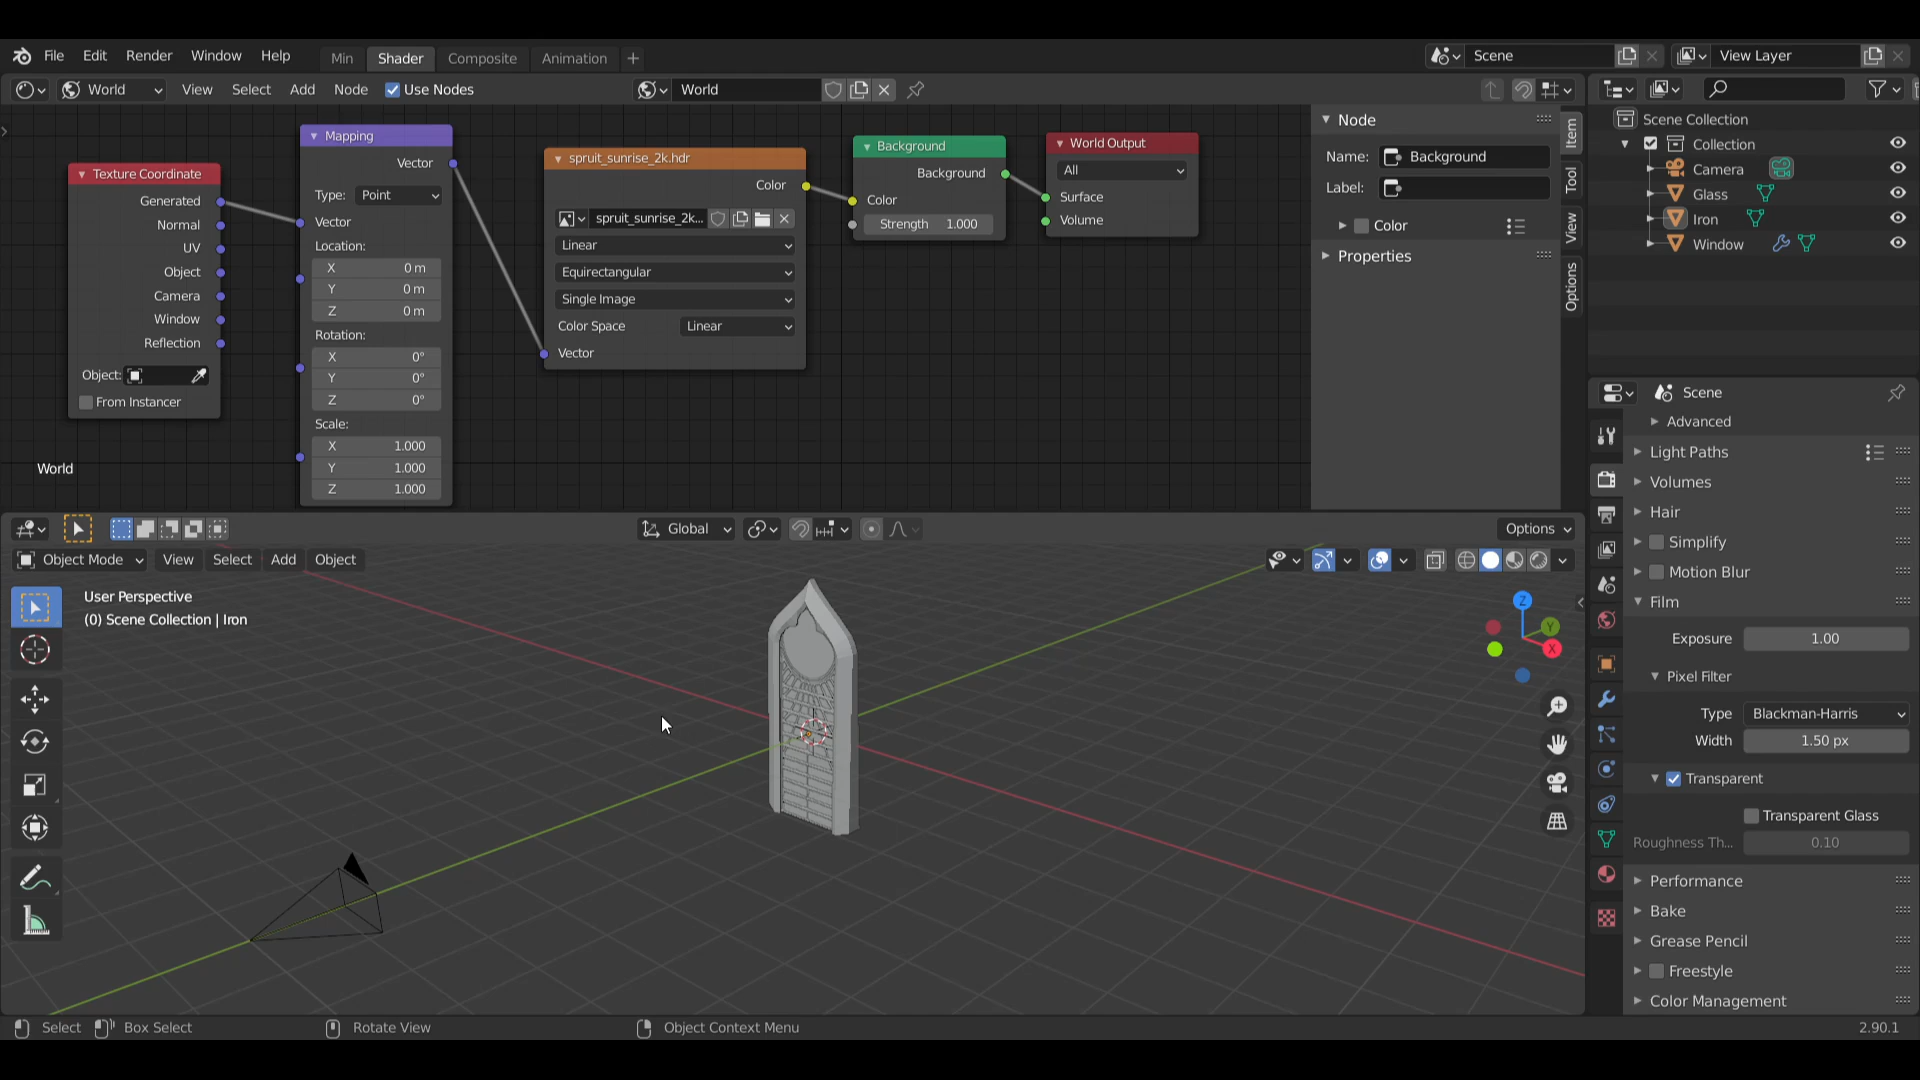 File Edit Render Window Help Min Shader Composite Animation + Scene View Layer
World View Select Add Node Use Nodes World
Texture Coordinate
Generated
Normal
UV
Object
Camera
Window
Reflection
Object:
From Instancer
Mapping
Vector
Type: Point
Vector
Location:
X 0 m
Y 0 m
Z 0 m
Rotation:
X 0°
Y 0°
Z 0°
Scale:
X 1.000
Y 1.000
Z 1.000
spruit_sunrise_2k.hdr
Color
spruit_sunrise_2k...
Linear
Equirectangular
Single Image
Color Space Linear
Vector
Background
Background
Color
Strength 1.000
World Output
All
Surface
Volume
World
Node
Name: Background
Label:
Color
Properties
Item
Tool
View
Options
Scene Collection
Collection
Camera
Glass
Iron
Window
Global Options
Object Mode View Select Add Object
User Perspective
(0) Scene Collection | Iron
Z
Y
X
Scene
Advanced
Light Paths
Volumes
Hair
Simplify
Motion Blur
Film
Exposure 1.00
Pixel Filter
Type Blackman-Harris
Width 1.50 px
Transparent
Transparent Glass
Roughness Th... 0.10
Performance
Bake
Grease Pencil
Freestyle
Color Management
Select Box Select Rotate View Object Context Menu 2.90.1